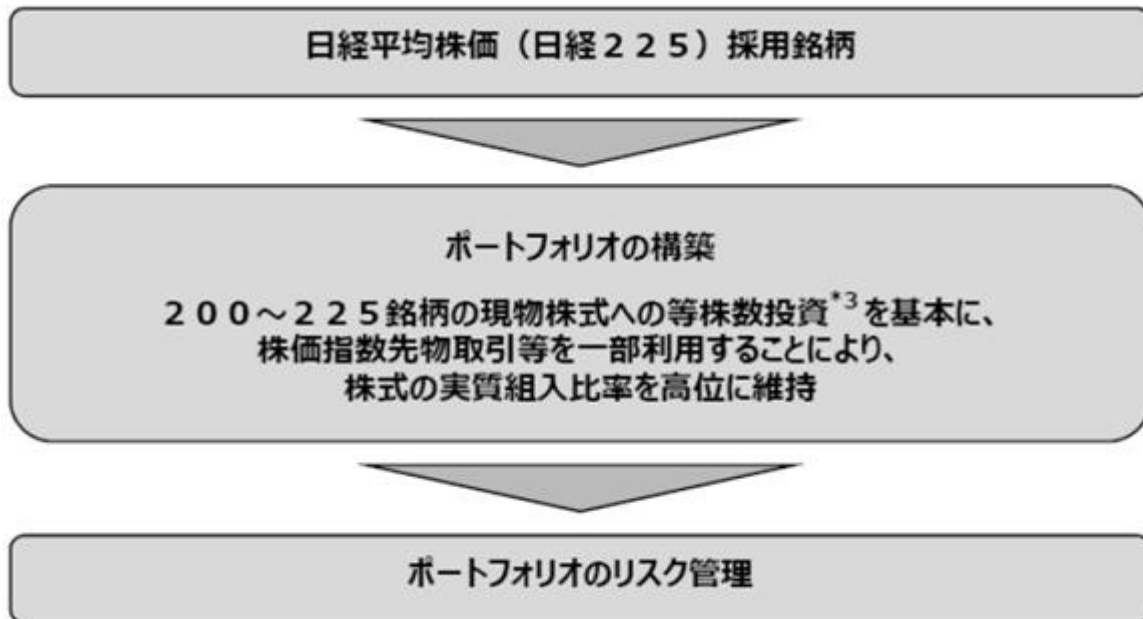 日経平均株価（日経２２５）採用銘柄
ポートフォリオの構築
２００～２２５銘柄の現物株式への等株数投資*3を基本に、
株価指数先物取引等を一部利用することにより、
株式の実質組入比率を高位に維持
ポートフォリオのリスク管理